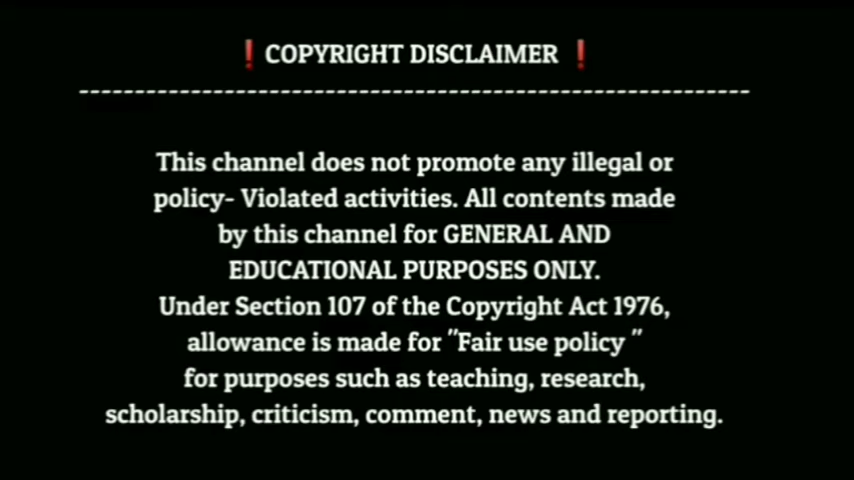 ❗COPYRIGHT DISCLAIMER❗
------------------------------------------------------------
This channel does not promote any illegal or
policy- Violated activities. All contents made
by this channel for GENERAL AND
EDUCATIONAL PURPOSES ONLY.
Under Section 107 of the Copyright Act 1976,
allowance is made for "Fair use policy "
for purposes such as teaching, research,
scholarship, criticism, comment, news and reporting.